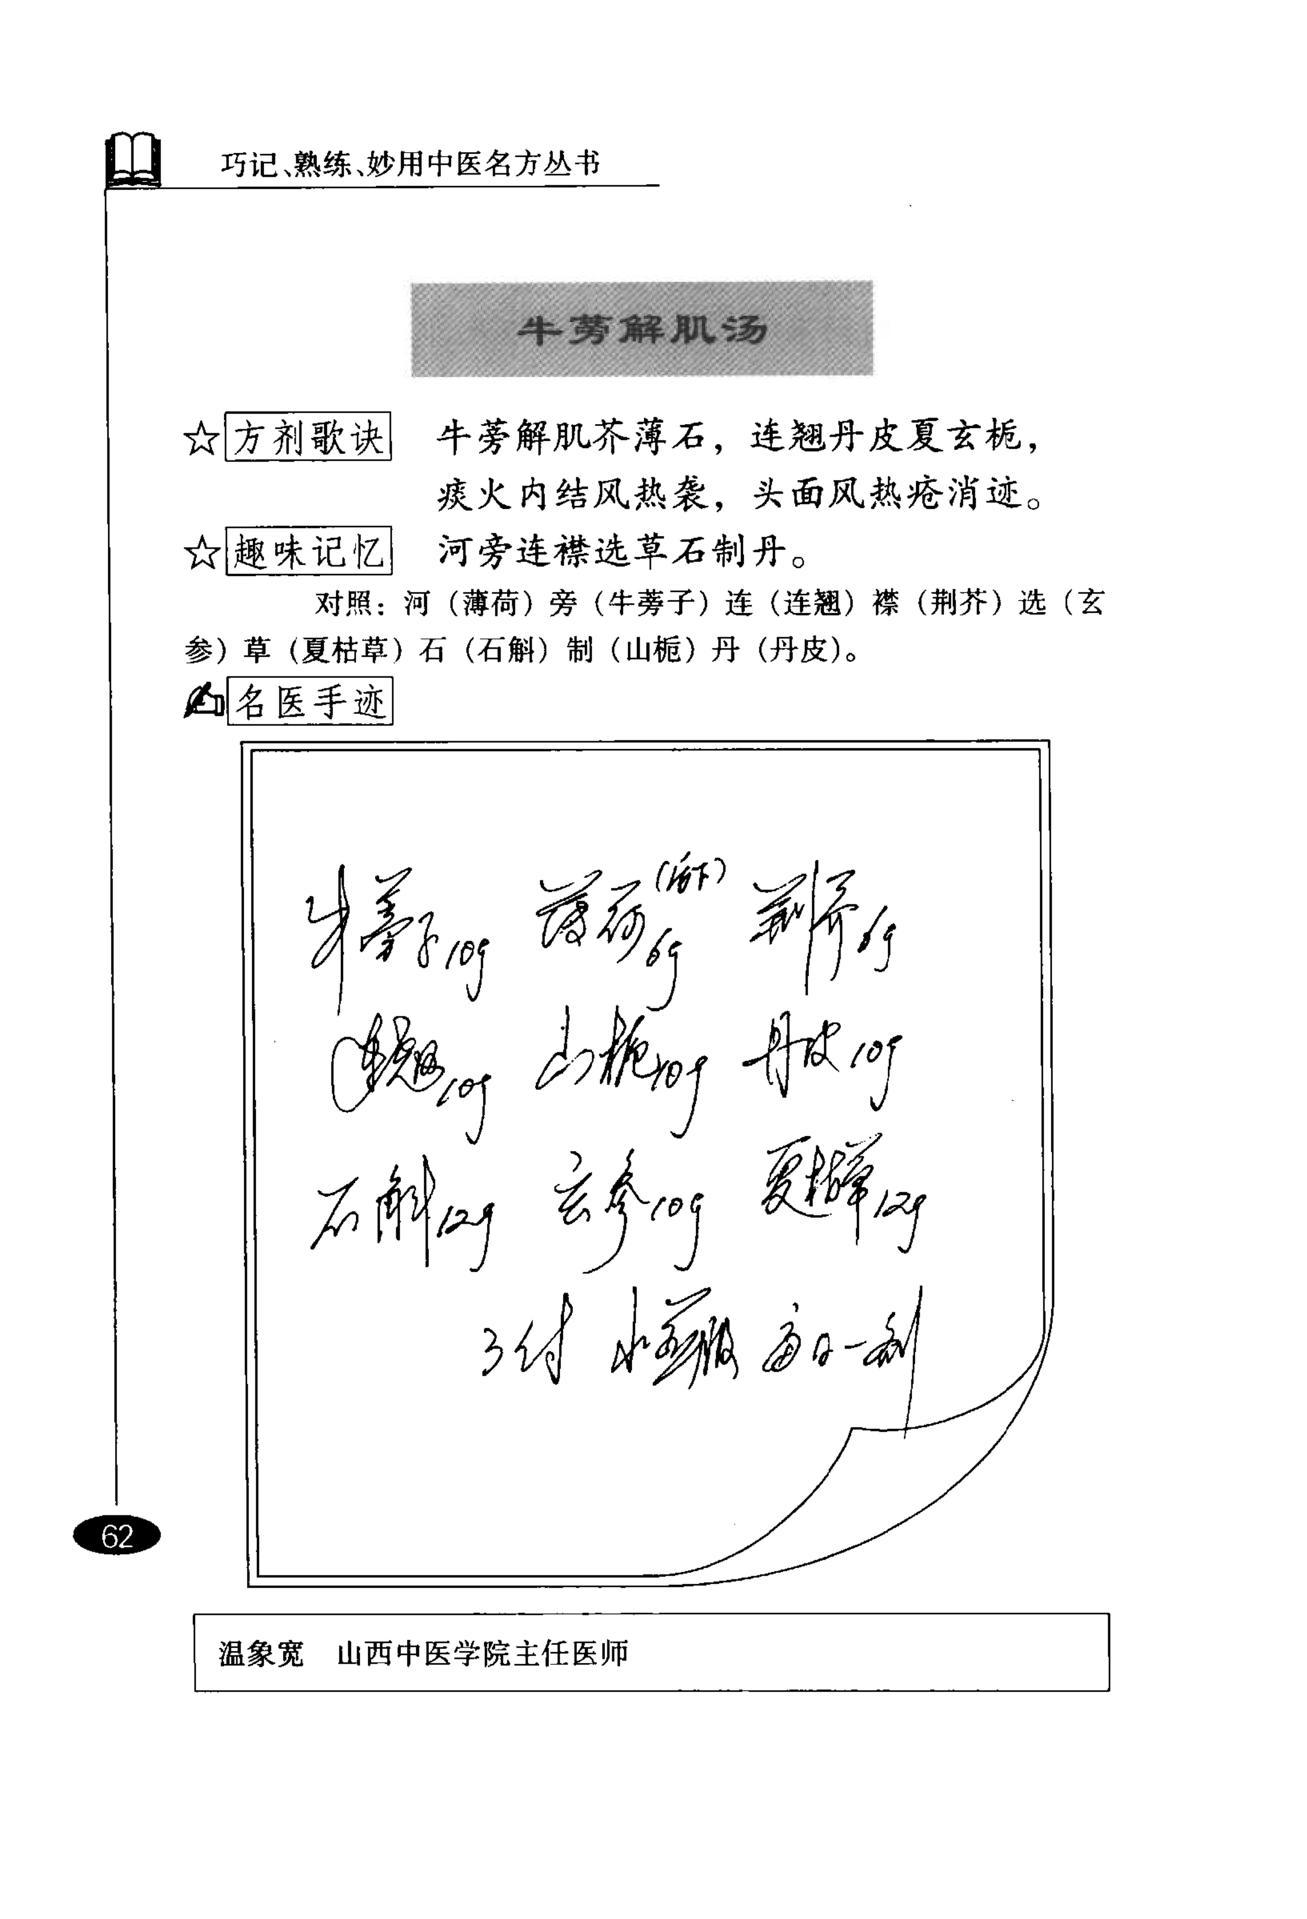 巧记、熟练、妙用中医名方丛书
牛蒡解肌汤
☆方剂歌诀 牛蒡解肌芥薄石，连翘丹皮夏玄栀，
痰火内结风热袭，头面风热疮消迹。
☆趣味记忆 河旁连襟选草石制丹。
对照：河（薄荷）旁（牛蒡子）连（连翘）襟（荆芥）选（玄
参）草（夏枯草）石（石斛）制（山栀）丹（丹皮）。
名医手迹
牛蒡子10g 薄荷6g（后下） 荆芥6g
连翘10g 山栀10g 丹皮10g
石斛12g 玄参10g 夏枯草12g
3付 水煎服 每日一剂
62
温象宽 山西中医学院主任医师